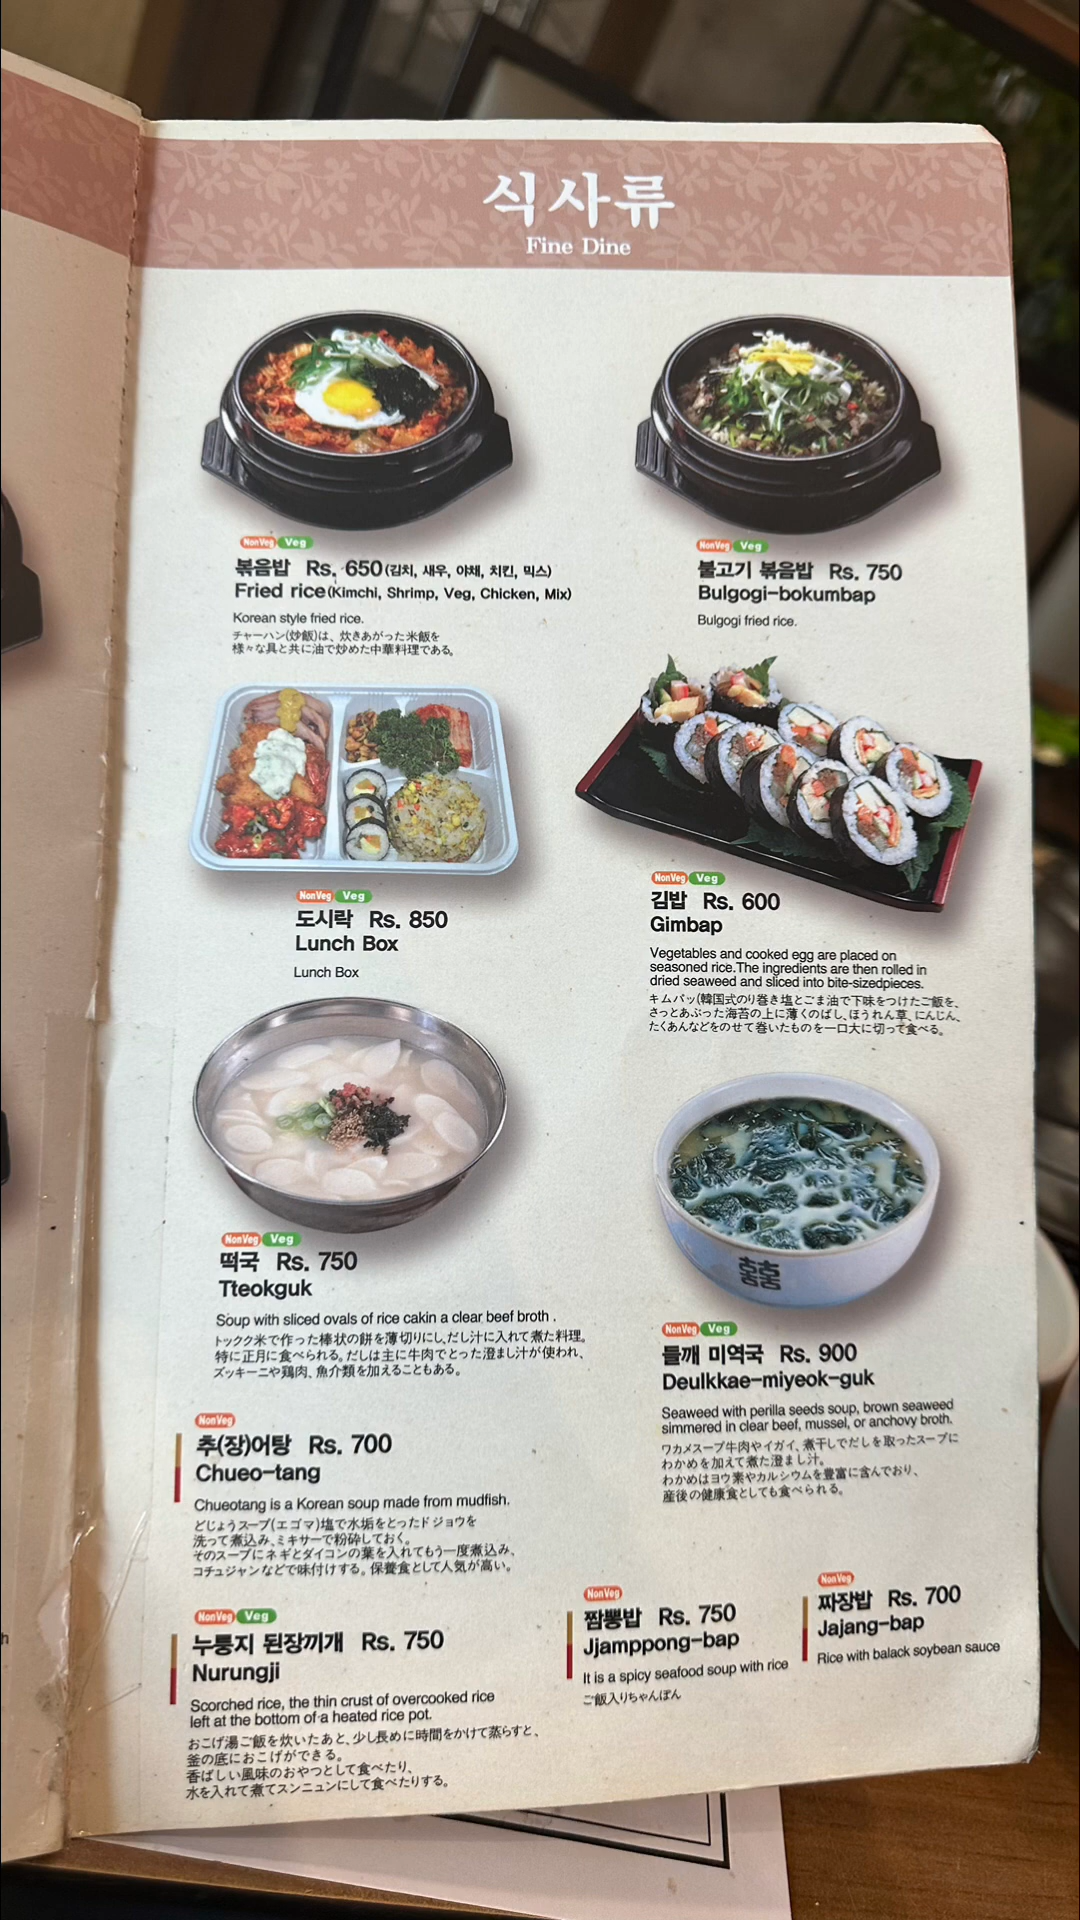 식사류
Fine Dine
NonVeg Veg
볶음밥 Rs. 650 (김치, 새우, 야채, 치킨, 믹스)
Fried rice (Kimchi, Shrimp, Veg, Chicken, Mix)
Korean style fried rice.
チャーハン(炒飯)は、炊きあがった米飯を
様々な具と共に油で炒めた中華料理である。
NonVeg Veg
불고기 볶음밥 Rs. 750
Bulgogi-bokumbap
Bulgogi fried rice.
NonVeg Veg
도시락 Rs. 850
Lunch Box
Lunch Box
NonVeg Veg
김밥 Rs. 600
Gimbap
Vegetables and cooked egg are placed on
seasoned rice.The ingredients are then rolled in
dried seaweed and sliced into bite-sizedpieces.
キムパッ(韓国式のり巻き塩とごま油で下味をつけたご飯を、
さっとあぶった海苔の上に薄くのばし、ほうれん草、にんじん、
たくあんなどをのせて巻いたものを一口大に切って食べる。
NonVeg Veg
떡국 Rs. 750
Tteokguk
Soup with sliced ovals of rice cakin a clear beef broth .
トックク米で作った棒状の餅を薄切りにし、だし汁に入れて煮た料理。
特に正月に食べられる。だしは主に牛肉でとった澄まし汁が使われ、
ズッキーニや鶏肉、魚介類を加えることもある。
囍
NonVeg Veg
들깨 미역국 Rs. 900
Deulkkae-miyeok-guk
Seaweed with perilla seeds soup, brown seaweed
simmered in clear beef, mussel, or anchovy broth.
ワカメスープ牛肉やイガイ、煮干しでだしを取ったスープに
わかめを加えて煮た澄まし汁。
わかめはヨウ素やカルシウムを豊富に含んでおり、
産後の健康食としても食べられる。
NonVeg
추(장)어탕 Rs. 700
Chueo-tang
Chueotang is a Korean soup made from mudfish.
どじょうスープ(エゴマ)塩で水垢をとったドジョウを
洗って煮込み、ミキサーで粉砕しておく。
そのスープにネギとダイコンの葉を入れてもう一度煮込み、
コチュジャンなどで味付けする。保養食として人気が高い。
NonVeg Veg
누룽지 된장끼개 Rs. 750
Nurungji
Scorched rice, the thin crust of overcooked rice
left at the bottom of a heated rice pot.
おこげ湯ご飯を炊いたあと、少し長めに時間をかけて蒸らすと、
釜の底におこげができる。
香ばしい風味のおやつとして食べたり、
水を入れて煮てスンニュンにして食べたりする。
NonVeg
짬뽕밥 Rs. 750
Jjamppong-bap
It is a spicy seafood soup with rice
ご飯入りちゃんぽん
NonVeg
짜장밥 Rs. 700
Jajang-bap
Rice with balack soybean sauce